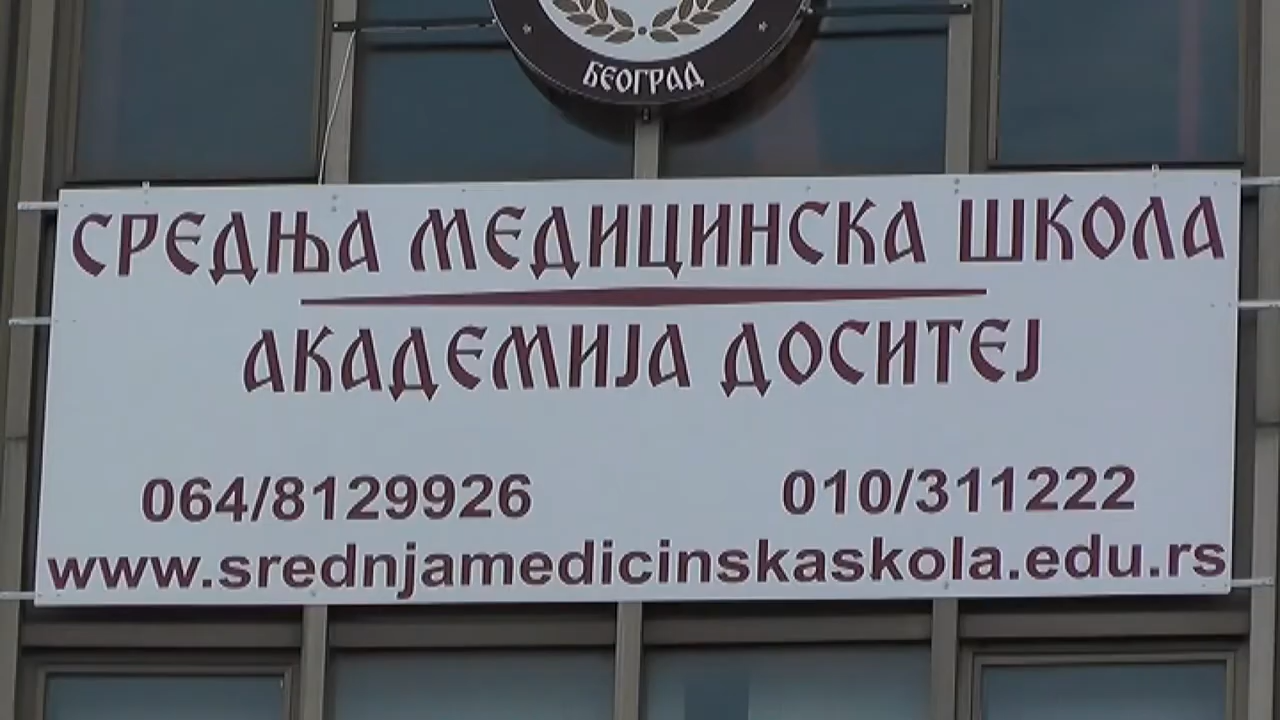 БЕОГРАД
СРЕДЊА МЕДИЦИНСКА ШКОЛА
АКАДЕМИЈА ДОСИТЕЈ
064/8129926 010/311222
www.srednjamedicinskaskola.edu.rs